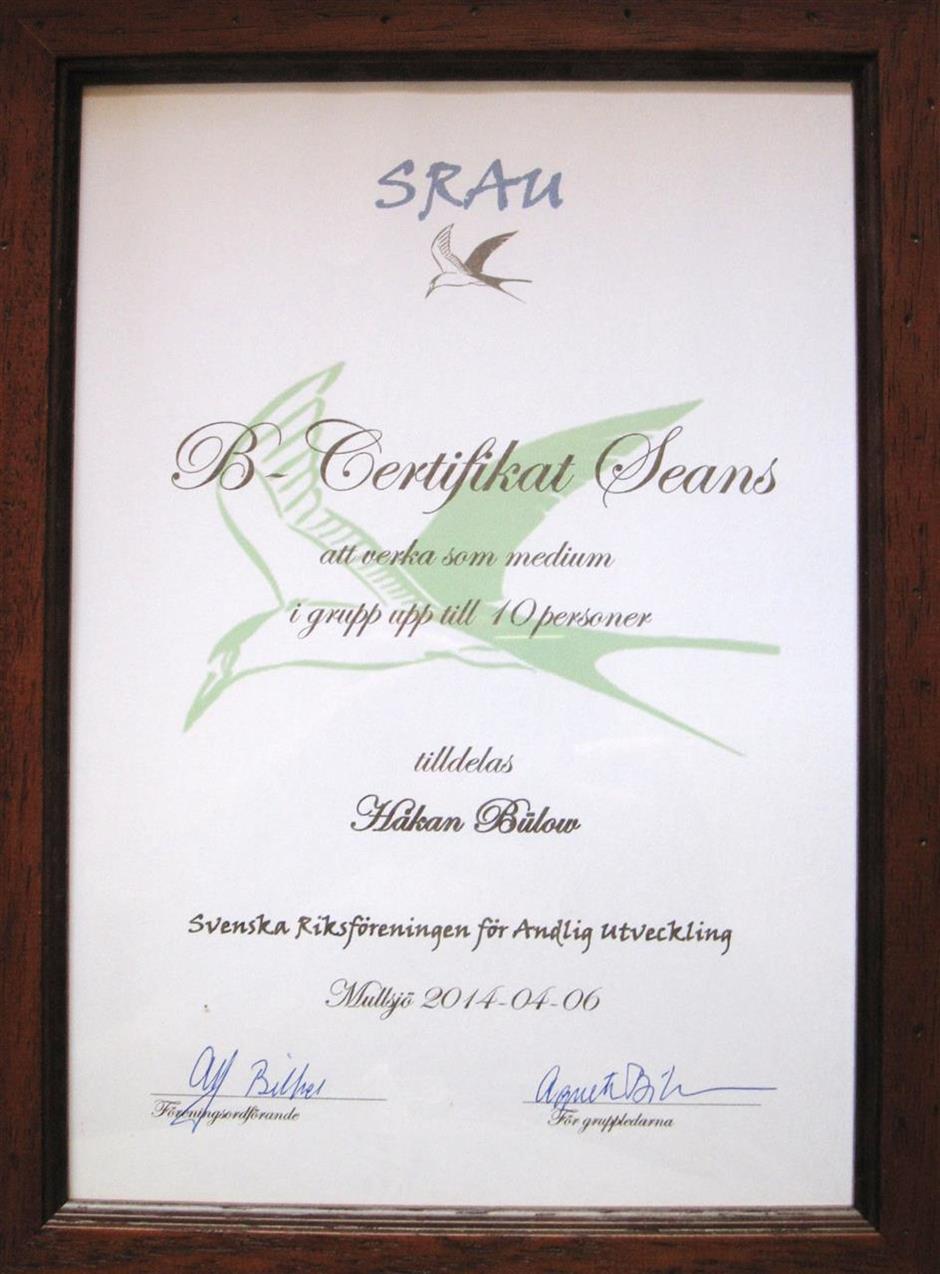 SRAU
B-Certifikat Seans
att verka som medium
i grupp upp till 10 personer
tilldelas
Håkan Bülow
Svenska Riksföreningen för Andlig Utveckling
Mullsjö 2014-04-06
Alf
Föreningsordförande
För gruppledarna